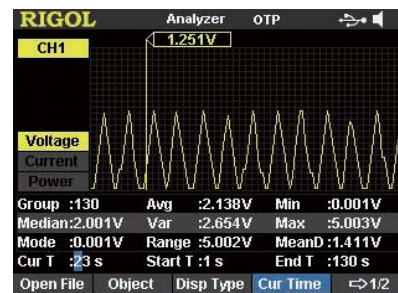 RIGOL Analyzer OTP
CH1 1.251V
Voltage
Current
Power
Group :130 Avg :2.138V Min :0.001V
Median:2.001V Var :2.654V Max :5.003V
Mode :0.001V Range :5.002V MeanD :1.411V
Cur T :23 s Start T :1 s End T :130 s
Open File Object Disp Type Cur Time ⇨1/2